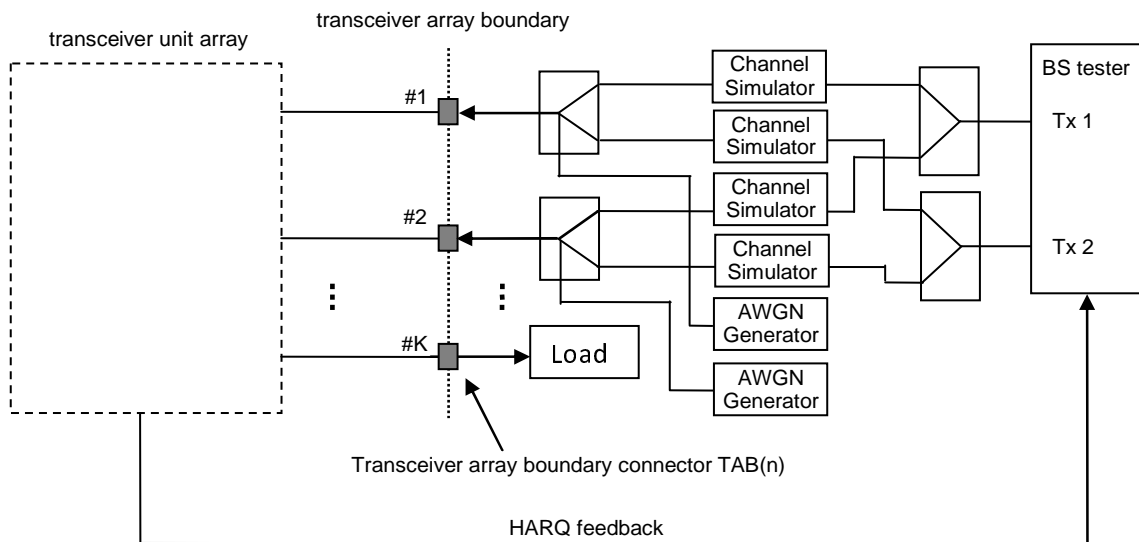 transceiver array boundary
transceiver unit array
#1
Channel
Simulator
Channel
Simulator
BS tester
Tx 1
#2
Channel
Simulator
Channel
Simulator
Tx 2
#K
Load
AWGN
Generator
AWGN
Generator
Transceiver array boundary connector TAB(n)
HARQ feedback